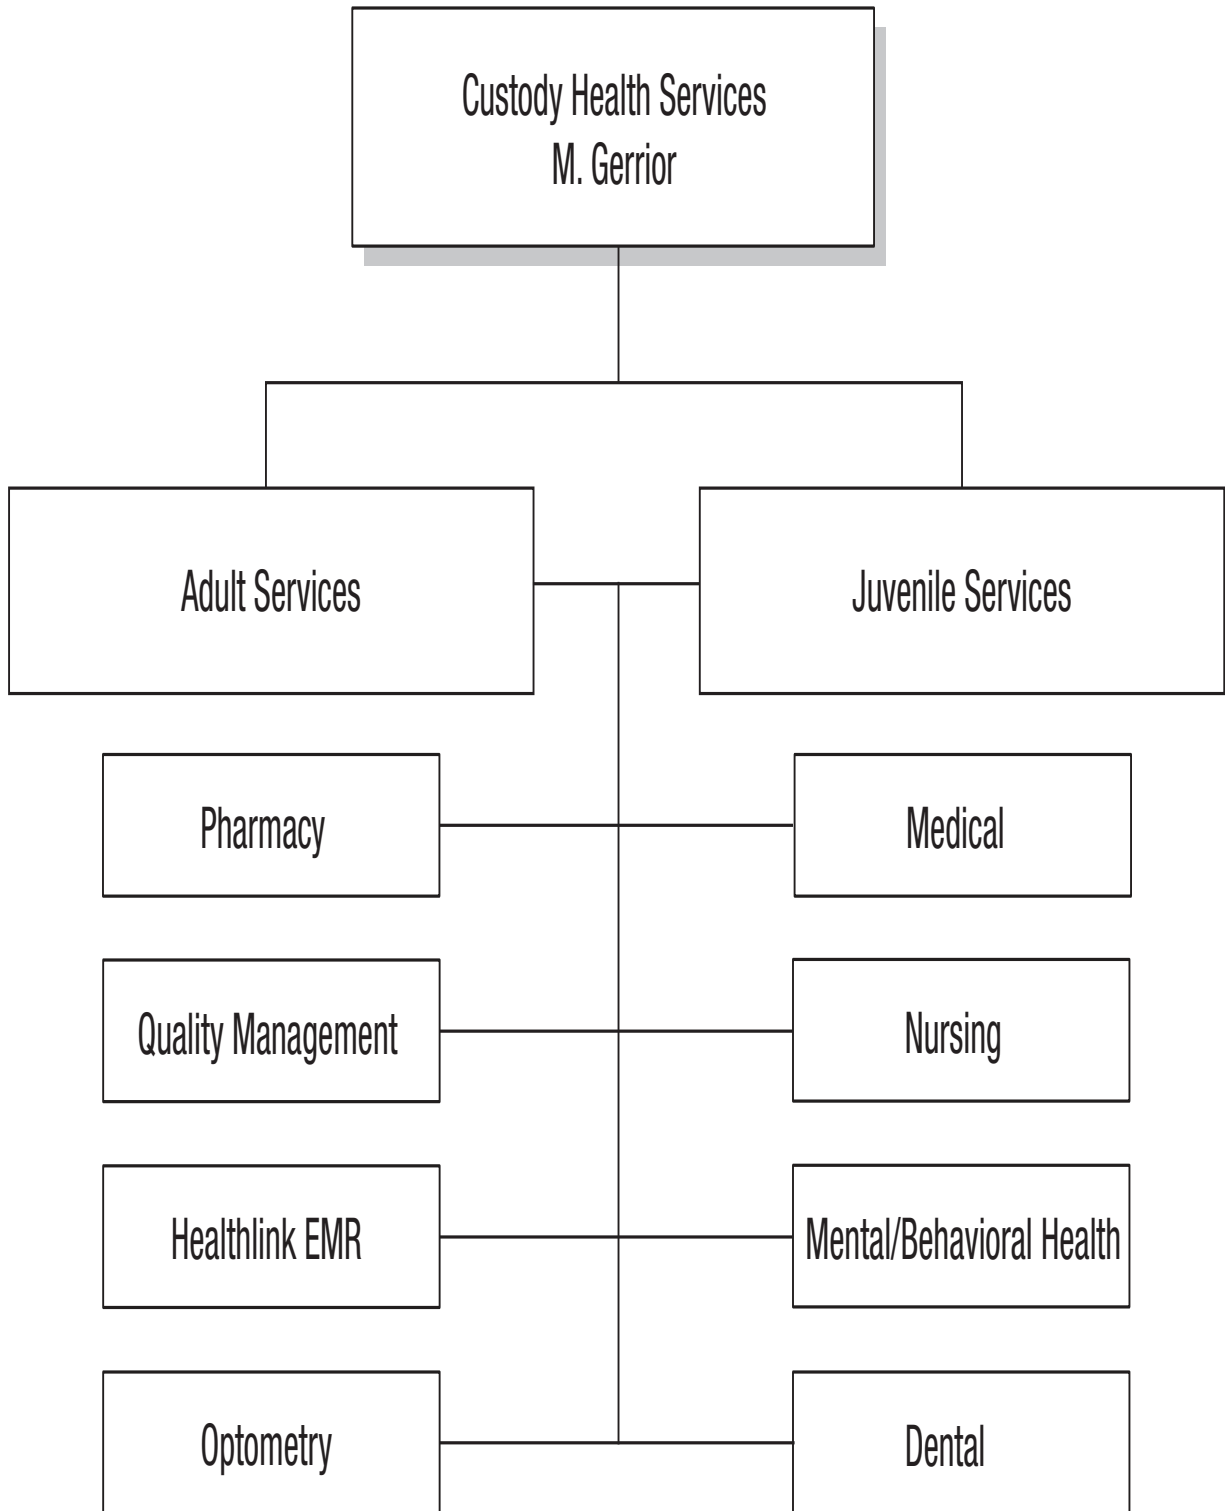 Custody Health Services
M. Gerrior
Adult Services
Juvenile Services
Pharmacy
Medical
Quality Management
Nursing
Healthlink EMR
Mental/Behavioral Health
Optometry
Dental